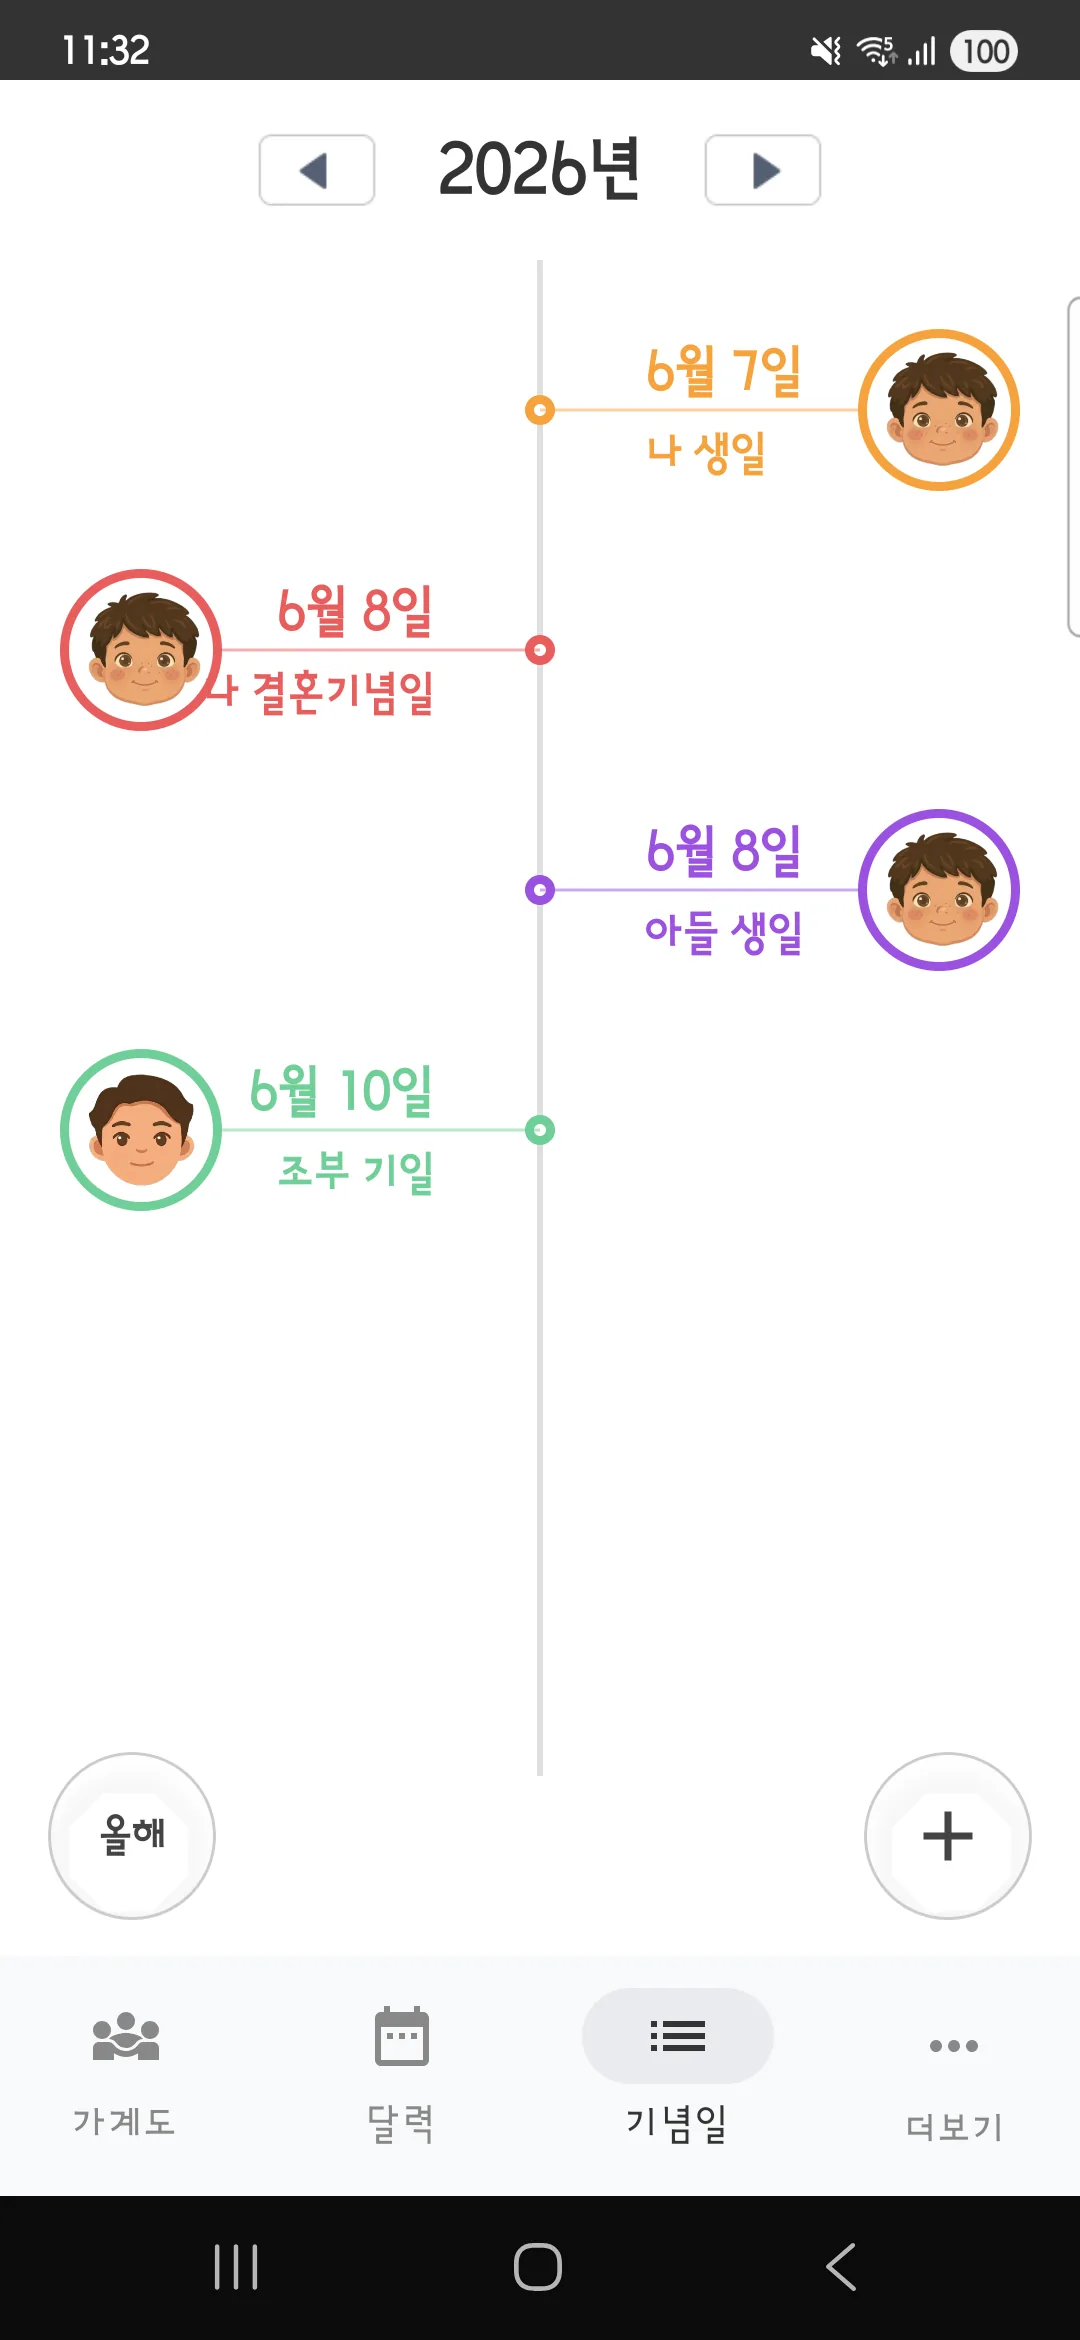 11:32
5
100
2026년
6월 7일
나 생일
6월 8일
나 결혼기념일
6월 8일
아들 생일
6월 10일
조부 기일
올해
가계도
달력
기념일
더보기